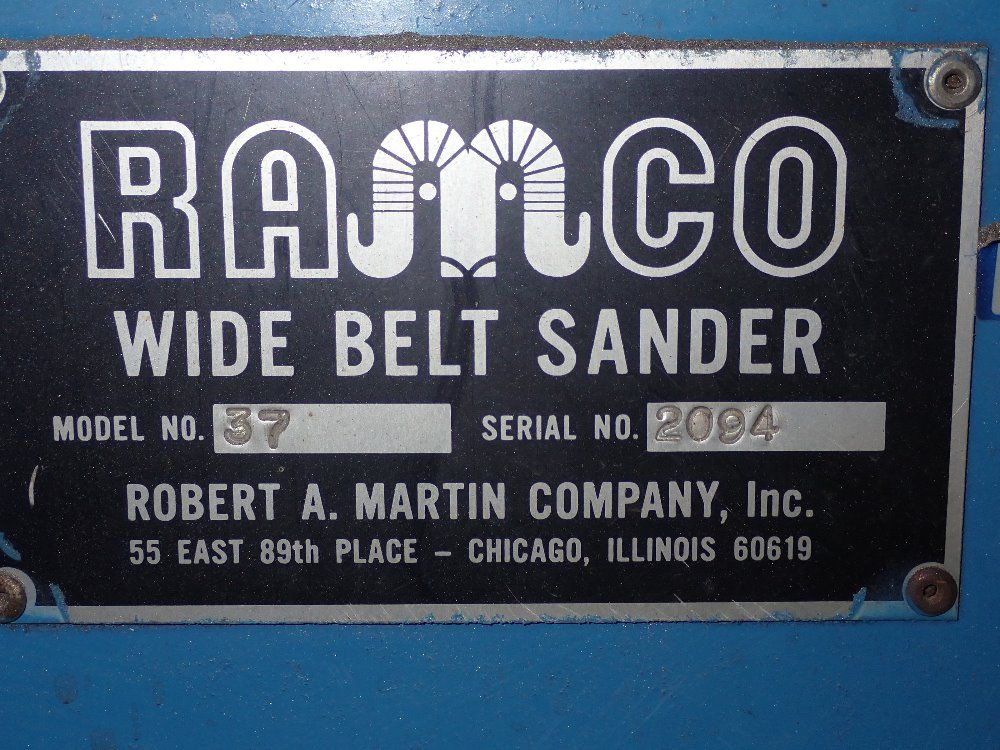 RAMCO
WIDE BELT SANDER
MODEL NO. 37 SERIAL NO. 2094
ROBERT A. MARTIN COMPANY, Inc.
55 EAST 89th PLACE – CHICAGO, ILLINOIS 60619